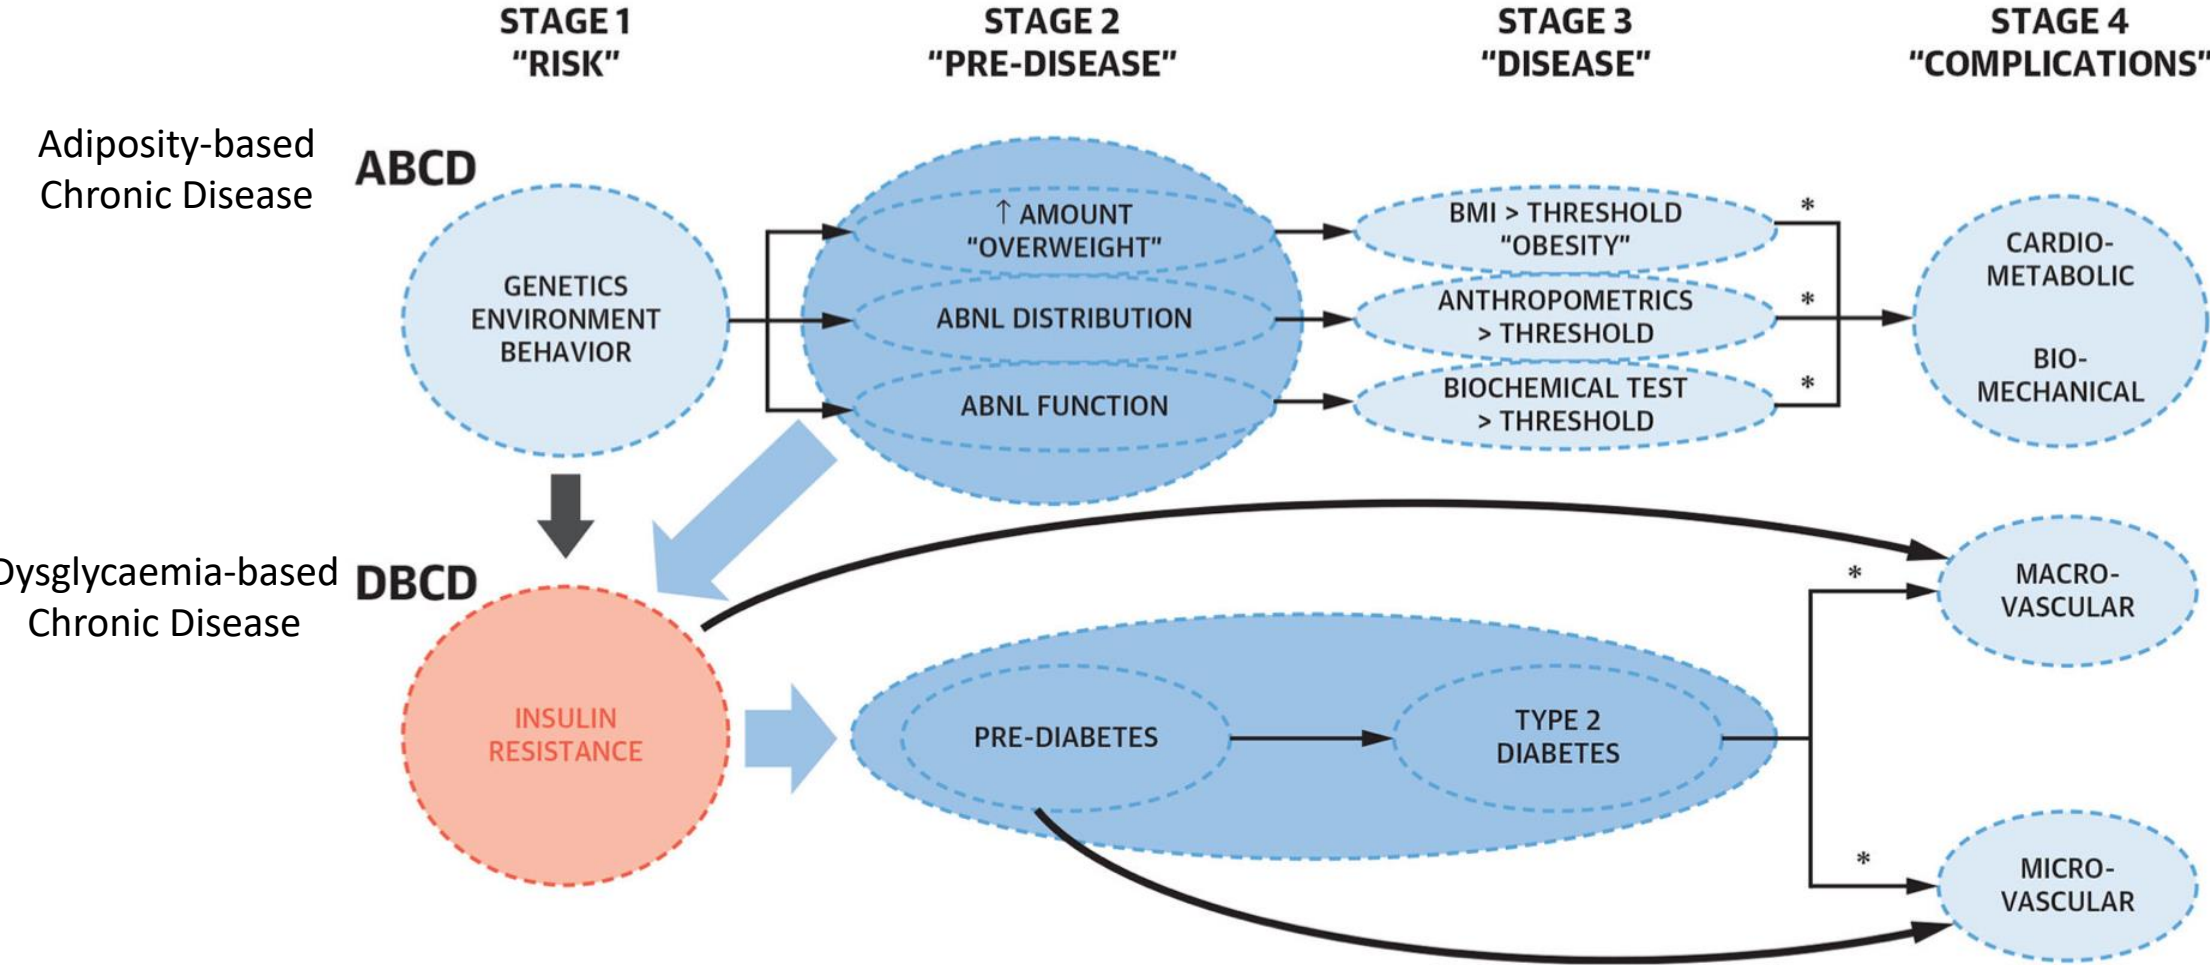 STAGE 1
"RISK"
STAGE 2
"PRE-DISEASE"
STAGE 3
"DISEASE"
STAGE 4
"COMPLICATIONS"
Adiposity-based
Chronic Disease
ABCD
GENETICS
ENVIRONMENT
BEHAVIOR
↑ AMOUNT
"OVERWEIGHT"
ABNL DISTRIBUTION
ABNL FUNCTION
BMI > THRESHOLD
"OBESITY"
ANTHROPOMETRICS
> THRESHOLD
BIOCHEMICAL TEST
> THRESHOLD
*
*
*
CARDIO-
METABOLIC
BIO-
MECHANICAL
Dysglycaemia-based
Chronic Disease
DBCD
INSULIN
RESISTANCE
PRE-DIABETES
TYPE 2
DIABETES
*
*
MACRO-
VASCULAR
MICRO-
VASCULAR